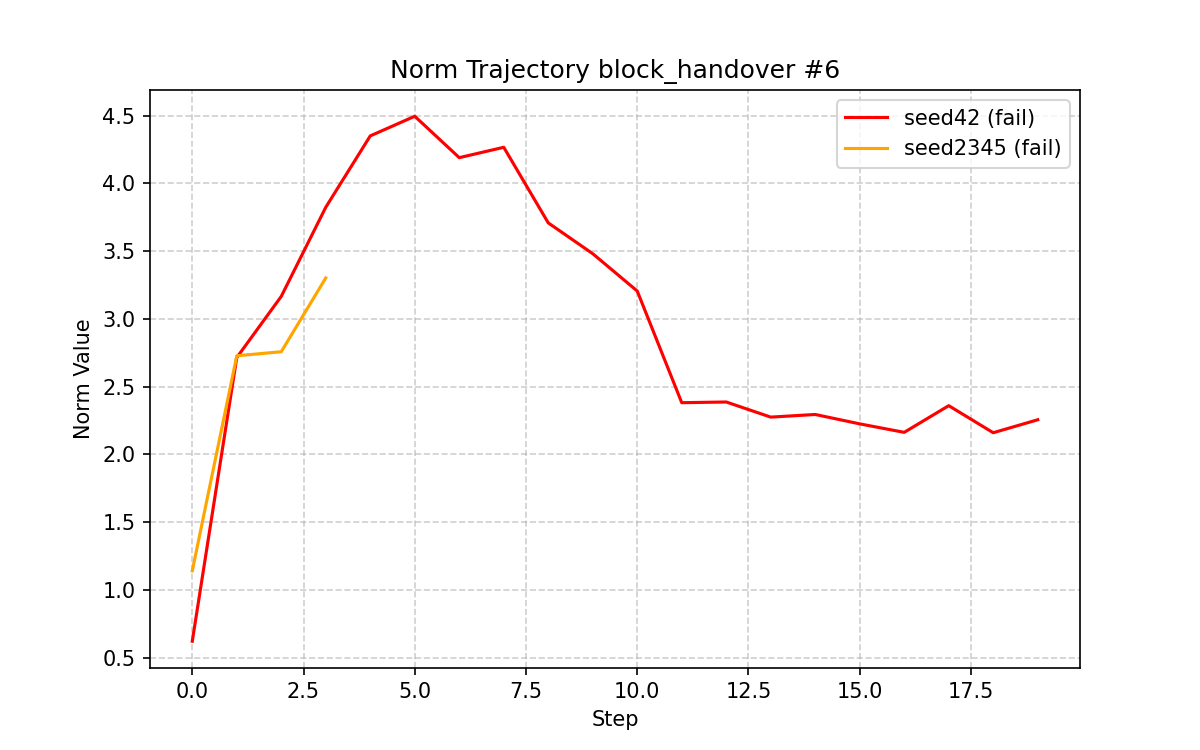 Norm Trajectory block_handover #6
seed42 (fail)
seed2345 (fail)
Norm Value
4.5
4.0
3.5
3.0
2.5
2.0
1.5
1.0
0.5
0.0 2.5 5.0 7.5 10.0 12.5 15.0 17.5
Step